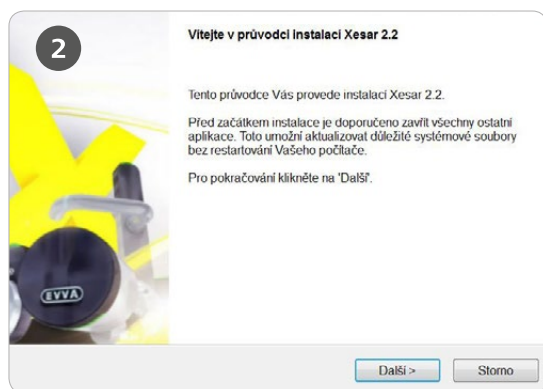 2
Vítejte v průvodci instalací Xesar 2.2
Tento průvodce Vás provede instalací Xesar 2.2.
Před začátkem instalace je doporučeno zavřít všechny ostatní
aplikace. Toto umožní aktualizovat důležité systémové soubory
bez restartování Vašeho počítače.
Pro pokračování klikněte na 'Další'.
EVVA
Další >
Storno